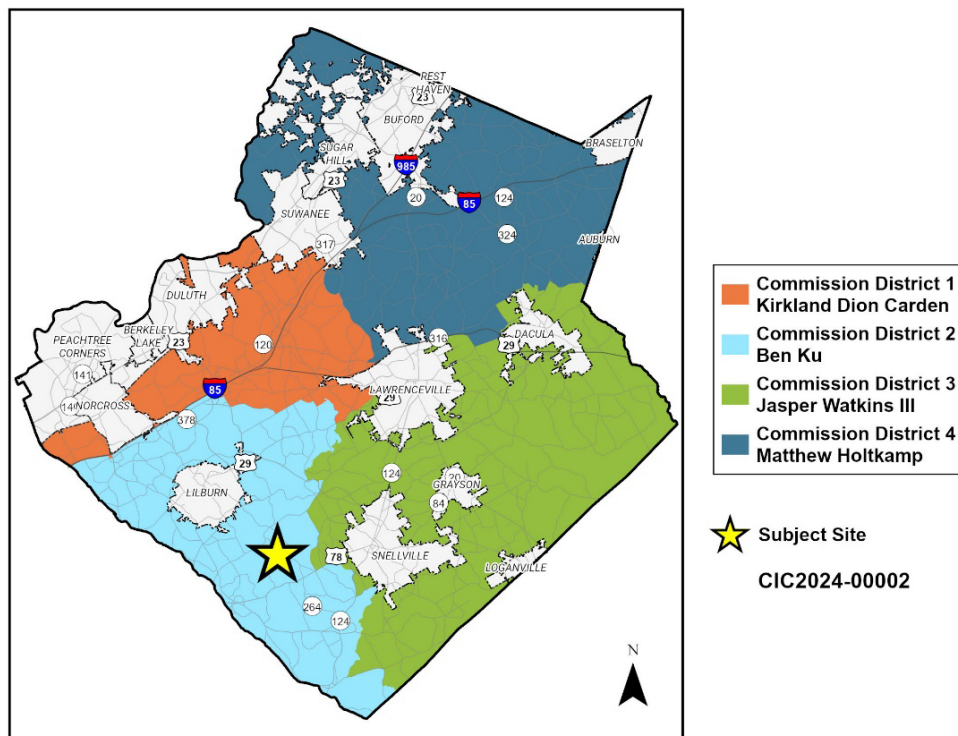 REST
HAVEN
23
BUFORD
BRASELTON
SUGAR
HILL
985
23
20
85
124
SUWANEE
324
AUBURN
317
DULUTH
PEACHTREE
CORNERS
BERKELEY
LAKE
23
120
316
29
DACULA
141
LAWRENCEVILLE
85
29
NORCROSS
378
29
LILBURN
124
20
GRAYSON
84
78
SNELLVILLE
LOGANVILLE
264
124
N
Commission District 1
Kirkland Dion Carden
Commission District 2
Ben Ku
Commission District 3
Jasper Watkins III
Commission District 4
Matthew Holtkamp
Subject Site
CIC2024-00002